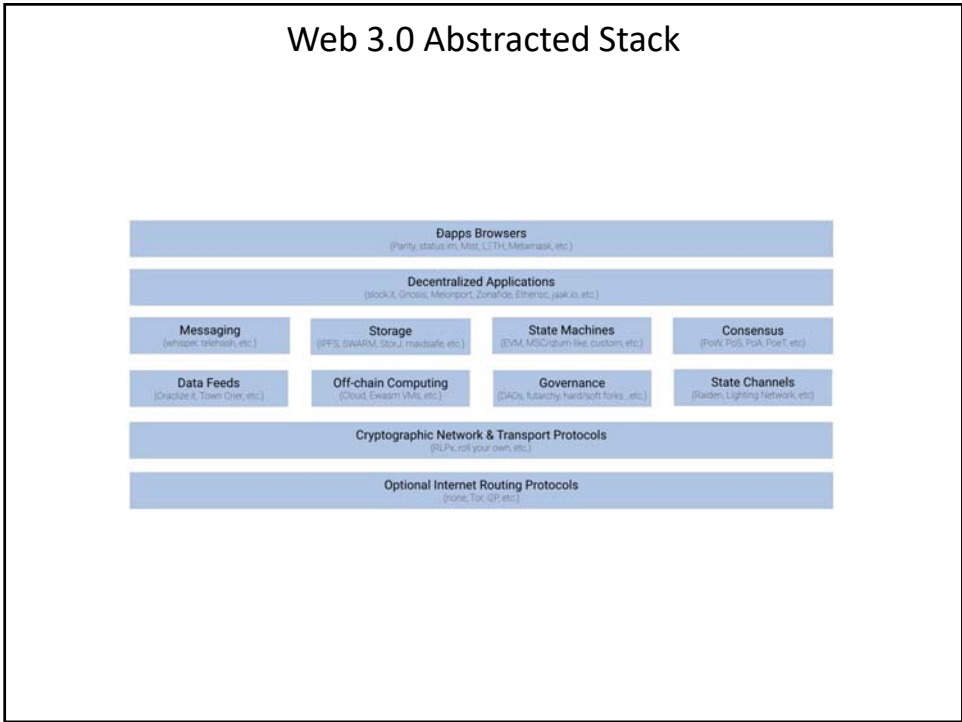 Web 3.0 Abstracted Stack
Ðapps Browsers
(Parity, status.im, Mist, LΞTH, Metamask, etc.)
Decentralized Applications
(slock.it, Gnosis, Melonport, Zonafide, Etherisc, jaak.io, etc.)
Messaging
(whisper, telehash, etc.)
Storage
(IPFS, SWARM, StorJ, maidsafe, etc.)
State Machines
(EVM, MSC/qtum like, custom, etc.)
Consensus
(PoW, PoS, PoA, PoeT, etc)
Data Feeds
(Oraclize.it, Town Crier, etc.)
Off-chain Computing
(Cloud, Ewasm VMs, etc.)
Governance
(DAOs, futarchy, hard/soft forks , etc.)
State Channels
(Raiden, Lighting Network, etc)
Cryptographic Network & Transport Protocols
(RLPx, roll your own, etc.)
Optional Internet Routing Protocols
(none, Tor, i2P, etc.)